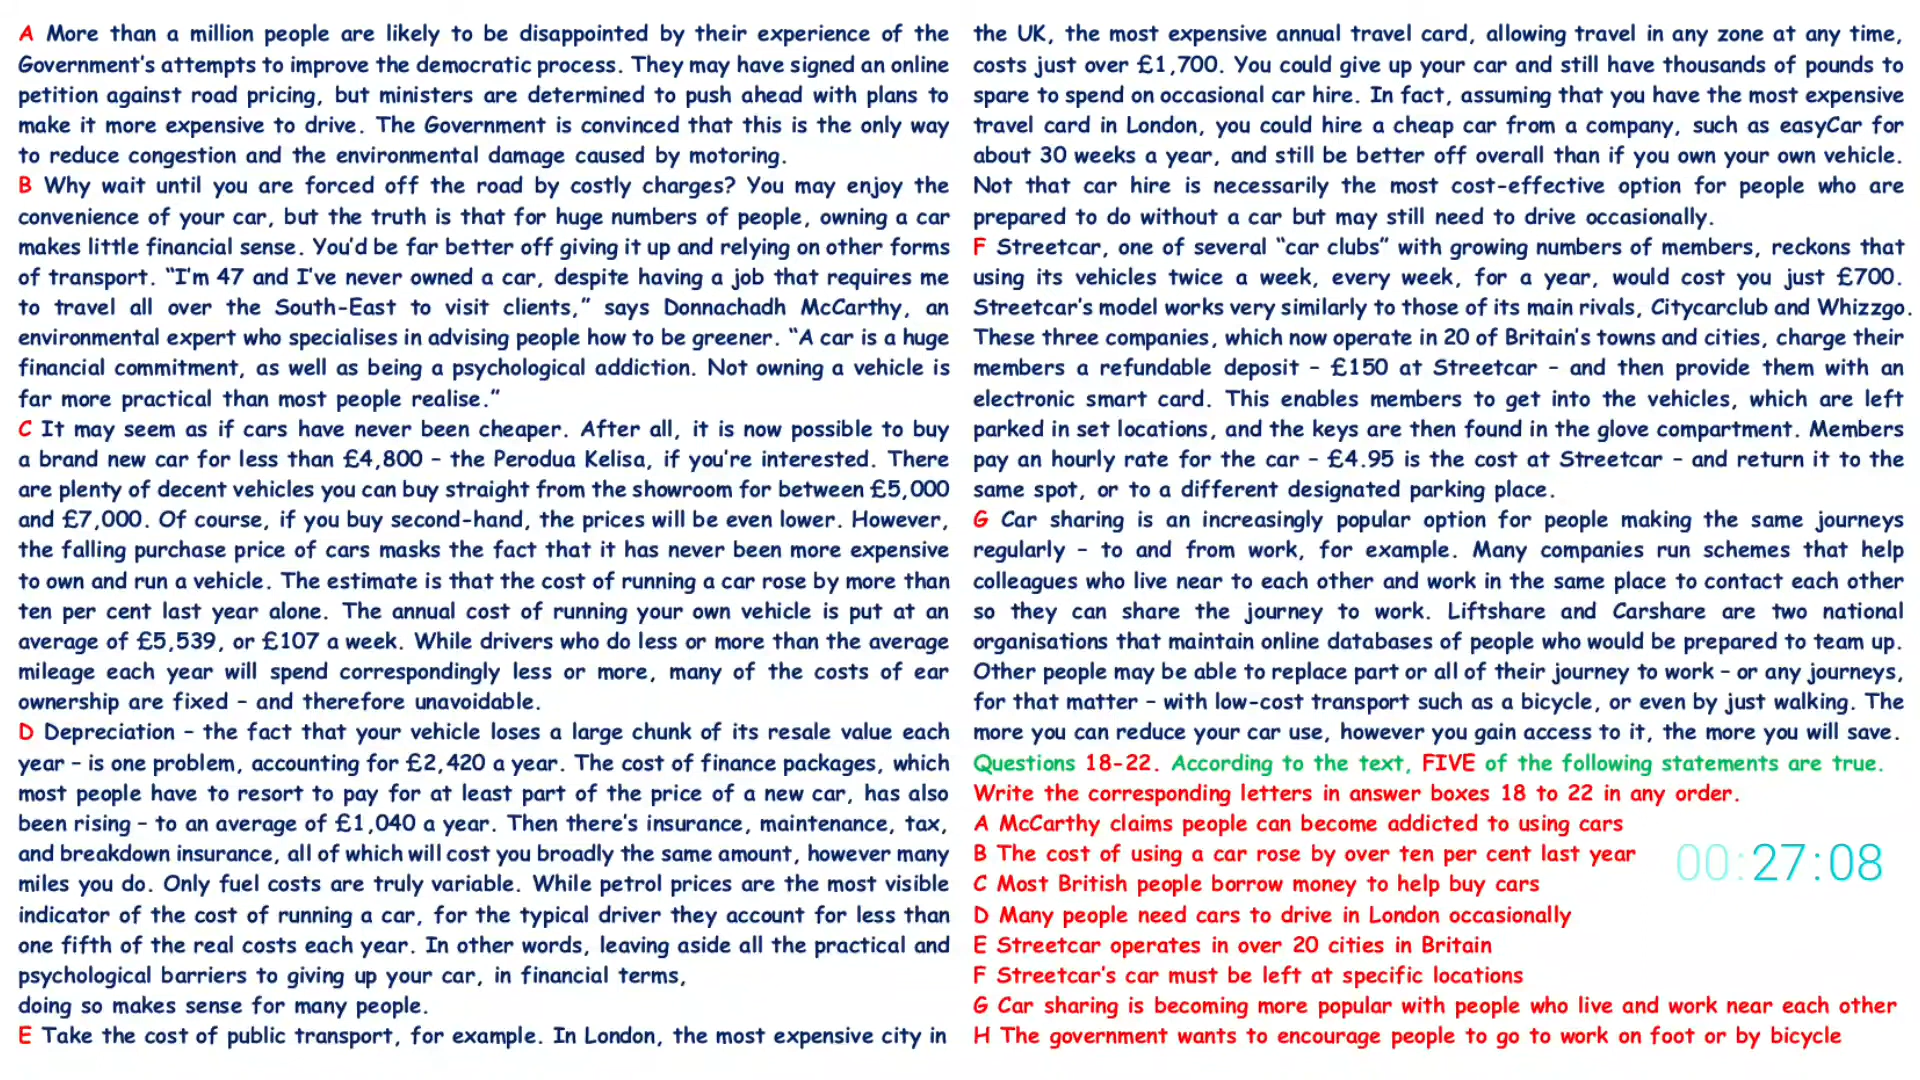 A More than a million people are likely to be disappointed by their experience of the
Government's attempts to improve the democratic process. They may have signed an online
petition against road pricing, but ministers are determined to push ahead with plans to
make it more expensive to drive. The Government is convinced that this is the only way
to reduce congestion and the environmental damage caused by motoring.
B Why wait until you are forced off the road by costly charges? You may enjoy the
convenience of your car, but the truth is that for huge numbers of people, owning a car
makes little financial sense. You'd be far better off giving it up and relying on other forms
of transport. "I'm 47 and I've never owned a car, despite having a job that requires me
to travel all over the South-East to visit clients," says Donnachadh McCarthy, an
environmental expert who specialises in advising people how to be greener. "A car is a huge
financial commitment, as well as being a psychological addiction. Not owning a vehicle is
far more practical than most people realise."
C It may seem as if cars have never been cheaper. After all, it is now possible to buy
a brand new car for less than £4,800 – the Perodua Kelisa, if you're interested. There
are plenty of decent vehicles you can buy straight from the showroom for between £5,000
and £7,000. Of course, if you buy second-hand, the prices will be even lower. However,
the falling purchase price of cars masks the fact that it has never been more expensive
to own and run a vehicle. The estimate is that the cost of running a car rose by more than
ten per cent last year alone. The annual cost of running your own vehicle is put at an
average of £5,539, or £107 a week. While drivers who do less or more than the average
mileage each year will spend correspondingly less or more, many of the costs of ear
ownership are fixed – and therefore unavoidable.
D Depreciation – the fact that your vehicle loses a large chunk of its resale value each
year – is one problem, accounting for £2,420 a year. The cost of finance packages, which
most people have to resort to pay for at least part of the price of a new car, has also
been rising – to an average of £1,040 a year. Then there's insurance, maintenance, tax,
and breakdown insurance, all of which will cost you broadly the same amount, however many
miles you do. Only fuel costs are truly variable. While petrol prices are the most visible
indicator of the cost of running a car, for the typical driver they account for less than
one fifth of the real costs each year. In other words, leaving aside all the practical and
psychological barriers to giving up your car, in financial terms,
doing so makes sense for many people.
E Take the cost of public transport, for example. In London, the most expensive city in
the UK, the most expensive annual travel card, allowing travel in any zone at any time,
costs just over £1,700. You could give up your car and still have thousands of pounds to
spare to spend on occasional car hire. In fact, assuming that you have the most expensive
travel card in London, you could hire a cheap car from a company, such as easyCar for
about 30 weeks a year, and still be better off overall than if you own your own vehicle.
Not that car hire is necessarily the most cost-effective option for people who are
prepared to do without a car but may still need to drive occasionally.
F Streetcar, one of several "car clubs" with growing numbers of members, reckons that
using its vehicles twice a week, every week, for a year, would cost you just £700.
Streetcar's model works very similarly to those of its main rivals, Citycarclub and Whizzgo.
These three companies, which now operate in 20 of Britain's towns and cities, charge their
members a refundable deposit – £150 at Streetcar – and then provide them with an
electronic smart card. This enables members to get into the vehicles, which are left
parked in set locations, and the keys are then found in the glove compartment. Members
pay an hourly rate for the car – £4.95 is the cost at Streetcar – and return it to the
same spot, or to a different designated parking place.
G Car sharing is an increasingly popular option for people making the same journeys
regularly – to and from work, for example. Many companies run schemes that help
colleagues who live near to each other and work in the same place to contact each other
so they can share the journey to work. Liftshare and Carshare are two national
organisations that maintain online databases of people who would be prepared to team up.
Other people may be able to replace part or all of their journey to work – or any journeys,
for that matter – with low-cost transport such as a bicycle, or even by just walking. The
more you can reduce your car use, however you gain access to it, the more you will save.
Questions 18-22. According to the text, FIVE of the following statements are true.
Write the corresponding letters in answer boxes 18 to 22 in any order.
A McCarthy claims people can become addicted to using cars
B The cost of using a car rose by over ten per cent last year
C Most British people borrow money to help buy cars
D Many people need cars to drive in London occasionally
E Streetcar operates in over 20 cities in Britain
F Streetcar's car must be left at specific locations
G Car sharing is becoming more popular with people who live and work near each other
H The government wants to encourage people to go to work on foot or by bicycle
00:27:08